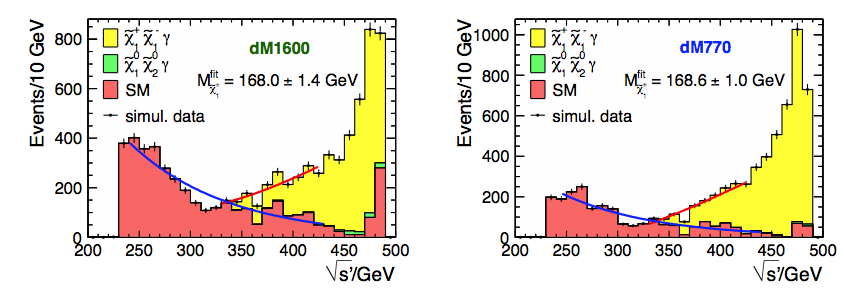 Events/10 GeV
800
600
400
200
0
χ̃₁⁺ χ̃₁⁻ γ
χ̃₁⁰ χ̃₂⁰ γ
SM
simul. data
dM1600
M^fit_χ̃₁⁺ = 168.0 ± 1.4 GeV
200 250 300 350 400 450 500
√s'/GeV
Events/10 GeV
1000
800
600
400
200
0
χ̃₁⁺ χ̃₁⁻ γ
χ̃₁⁰ χ̃₂⁰ γ
SM
simul. data
dM770
M^fit_χ̃₁⁺ = 168.6 ± 1.0 GeV
200 250 300 350 400 450 500
√s'/GeV